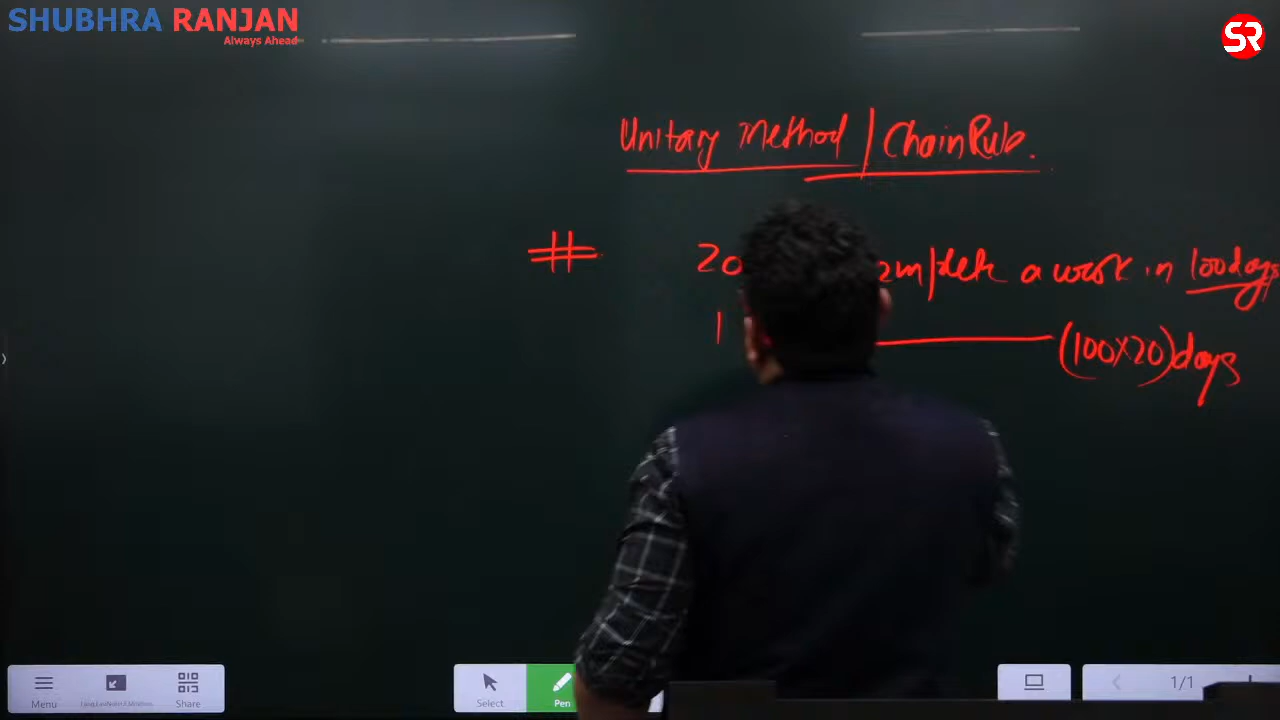 SHUBHRA RANJAN
Always Ahead
SR
Unitary Method | Chain Rule.
# 20 complete a work in 100 days
1 (100×20) days
Menu
Share
Select
Pen
1/1